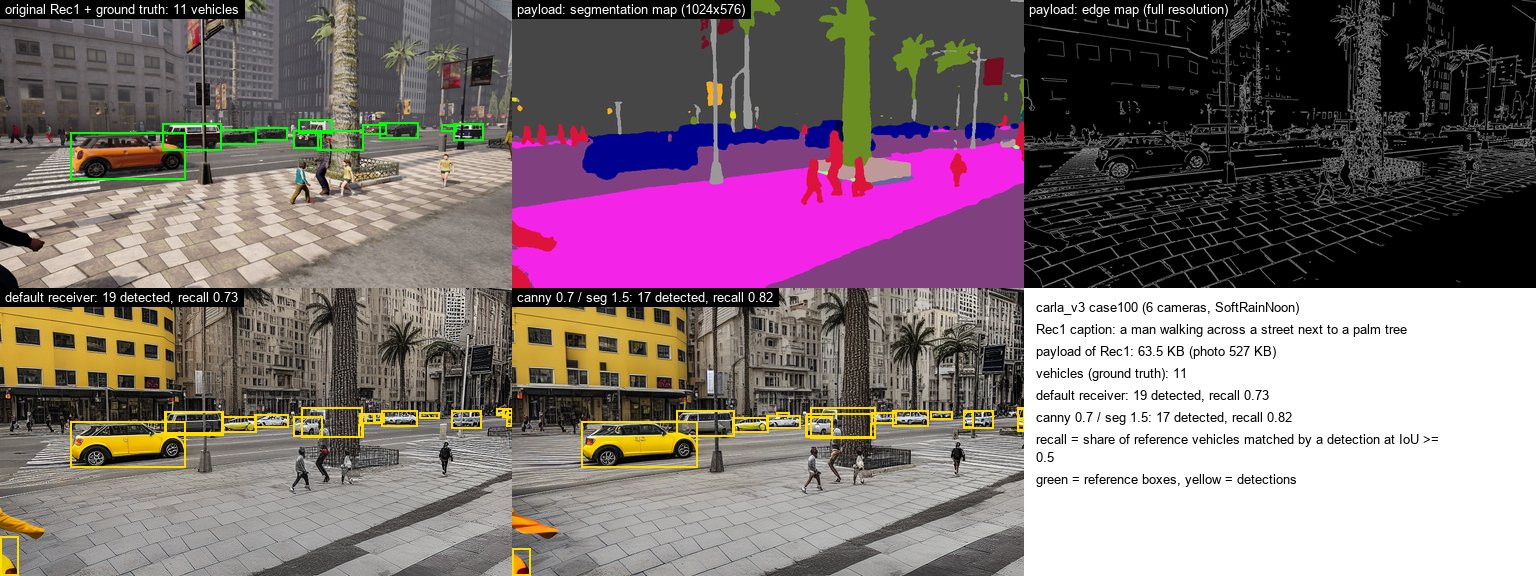 original Rec1 + ground truth: 11 vehicles
payload: segmentation map (1024x576)
payload: edge map (full resolution)
default receiver: 19 detected, recall 0.73
canny 0.7 / seg 1.5: 17 detected, recall 0.82
carla_v3 case100 (6 cameras, SoftRainNoon)
Rec1 caption: a man walking across a street next to a palm tree
payload of Rec1: 63.5 KB (photo 527 KB)
vehicles (ground truth): 11
default receiver: 19 detected, recall 0.73
canny 0.7 / seg 1.5: 17 detected, recall 0.82
recall = share of reference vehicles matched by a detection at IoU >=
0.5
green = reference boxes, yellow = detections